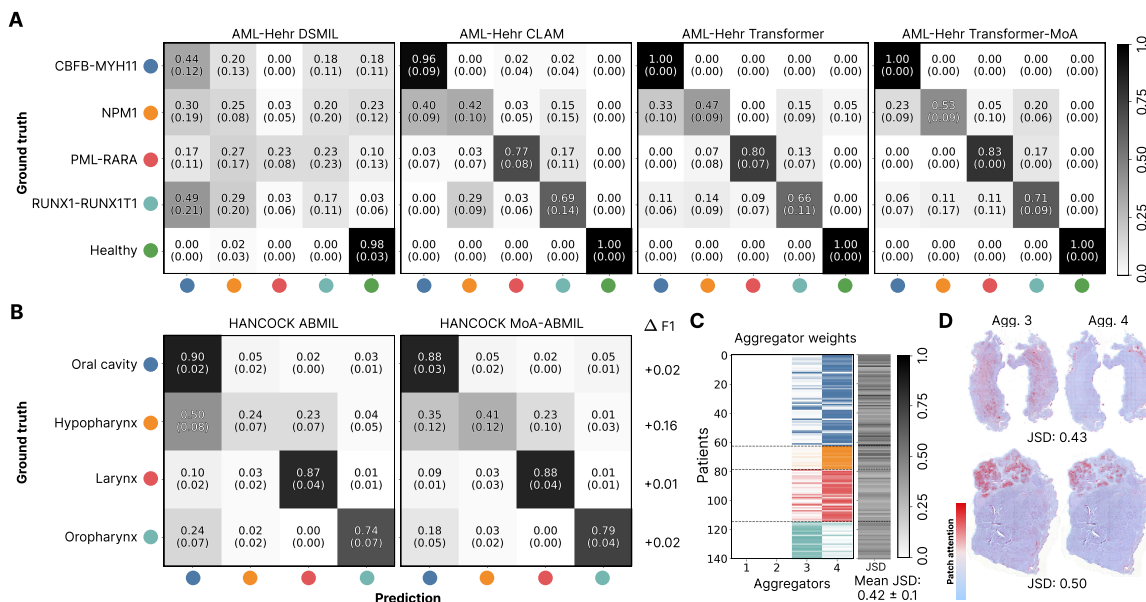 A
AML-Hehr DSMIL
AML-Hehr CLAM
AML-Hehr Transformer
AML-Hehr Transformer-MoA
Ground truth
CBFB-MYH11
0.44 0.20 0.00 0.18 0.18
(0.12) (0.13) (0.00) (0.11) (0.11)
0.96 0.00 0.02 0.02 0.00
(0.09) (0.00) (0.04) (0.04) (0.00)
1.00 0.00 0.00 0.00 0.00
(0.00) (0.00) (0.00) (0.00) (0.00)
1.00 0.00 0.00 0.00 0.00
(0.00) (0.00) (0.00) (0.00) (0.00)
NPM1
0.30 0.25 0.03 0.20 0.23
(0.19) (0.08) (0.05) (0.20) (0.12)
0.40 0.42 0.03 0.15 0.00
(0.09) (0.10) (0.05) (0.00) (0.00)
0.33 0.47 0.00 0.15 0.05
(0.10) (0.09) (0.00) (0.09) (0.10)
0.23 0.53 0.05 0.20 0.00
(0.09) (0.09) (0.10) (0.06) (0.00)
PML-RARA
0.17 0.27 0.23 0.23 0.10
(0.11) (0.17) (0.08) (0.23) (0.13)
0.03 0.03 0.77 0.17 0.00
(0.07) (0.07) (0.08) (0.11) (0.00)
0.00 0.07 0.80 0.13 0.00
(0.00) (0.08) (0.07) (0.07) (0.00)
0.00 0.00 0.83 0.17 0.00
(0.00) (0.00) (0.00) (0.00) (0.00)
RUNX1-RUNX1T1
0.49 0.29 0.03 0.17 0.03
(0.21) (0.20) (0.06) (0.11) (0.06)
0.00 0.29 0.03 0.69 0.00
(0.00) (0.09) (0.06) (0.14) (0.00)
0.11 0.14 0.09 0.66 0.00
(0.06) (0.09) (0.07) (0.11) (0.00)
0.06 0.11 0.11 0.71 0.00
(0.07) (0.17) (0.11) (0.09) (0.00)
Healthy
0.00 0.02 0.00 0.00 0.98
(0.00) (0.03) (0.00) (0.00) (0.03)
0.00 0.00 0.00 0.00 1.00
(0.00) (0.00) (0.00) (0.00) (0.00)
0.00 0.00 0.00 0.00 1.00
(0.00) (0.00) (0.00) (0.00) (0.00)
0.00 0.00 0.00 0.00 1.00
(0.00) (0.00) (0.00) (0.00) (0.00)
1.0
0.75
0.50
0.25
0.0
B
HANCOCK ABMIL
HANCOCK MoA-ABMIL
Δ F1
Ground truth
Oral cavity
0.90 0.05 0.02 0.03
(0.02) (0.02) (0.00) (0.01)
0.88 0.05 0.02 0.05
(0.03) (0.02) (0.00) (0.01)
+0.02
Hypopharynx
0.50 0.24 0.23 0.04
(0.08) (0.07) (0.07) (0.05)
0.35 0.41 0.23 0.01
(0.12) (0.12) (0.10) (0.03)
+0.16
Larynx
0.10 0.03 0.87 0.01
(0.02) (0.02) (0.04) (0.01)
0.09 0.03 0.88 0.01
(0.01) (0.03) (0.04) (0.01)
+0.01
Oropharynx
0.24 0.02 0.00 0.74
(0.07) (0.02) (0.00) (0.07)
0.18 0.03 0.00 0.79
(0.05) (0.02) (0.00) (0.04)
+0.02
Prediction
C
Aggregator weights
Patients
0
20
40
60
80
100
120
140
1 2 3 4
Aggregators
JSD
Mean JSD:
0.42 ± 0.1
1.0
0.75
0.50
0.25
0.0
D
Agg. 3
Agg. 4
JSD: 0.43
JSD: 0.50
Patch attention